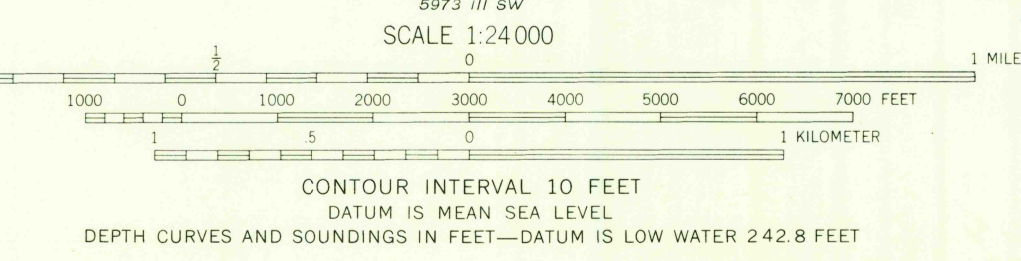 5973 III SW
SCALE 1:24 000
1/2 0 1 MILE
1000 0 1000 2000 3000 4000 5000 6000 7000 FEET
1 .5 0 1 KILOMETER
CONTOUR INTERVAL 10 FEET
DATUM IS MEAN SEA LEVEL
DEPTH CURVES AND SOUNDINGS IN FEET—DATUM IS LOW WATER 242.8 FEET